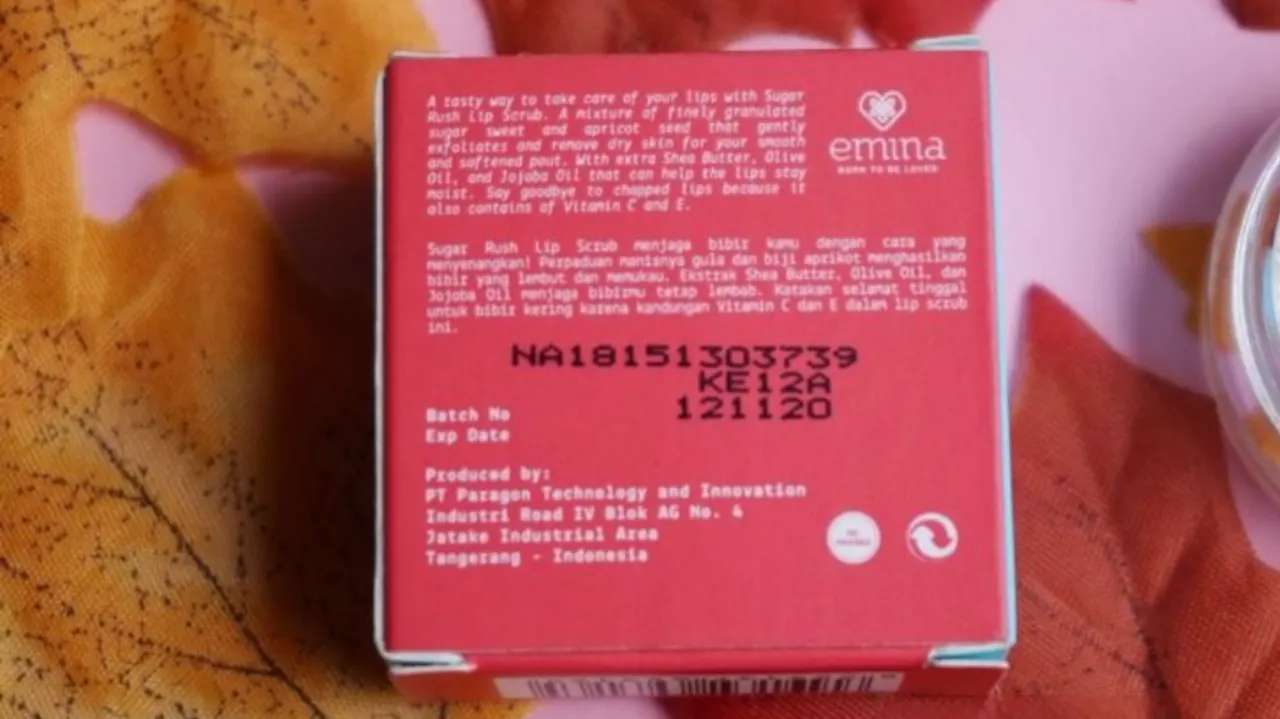 A tasty way to take care of your lips with Sugar
Rush Lip Scrub. A mixture of finely granulated
sugar sweet and apricot seed that gently
exfoliates and remove dry skin for your smooth
and softened pout. With extra Shea Butter, Olive
Oil, and Jojoba Oil that can help the lips stay
moist. Say goodbye to chapped lips because it
also contains of Vitamin C and E.
emina
BORN TO BE LOVED
Sugar Rush Lip Scrub menjaga bibir kamu dengan cara yang
menyenangkan! Perpaduan manisnya gula dan biji aprikot menghasilkan
bibir yang lembut dan memukau. Ekstrak Shea Butter, Olive Oil, dan
Jojoba Oil menjaga bibirmu tetap lembab. Katakan selamat tinggal
untuk bibir kering karena kandungan Vitamin C dan E dalam lip scrub
ini.
NA18151303739
KE12A
121120
Batch No
Exp Date
Produced by:
PT Paragon Technology and Innovation
Industri Road IV Blok AG No. 4
Jatake Industrial Area
Tangerang - Indonesia